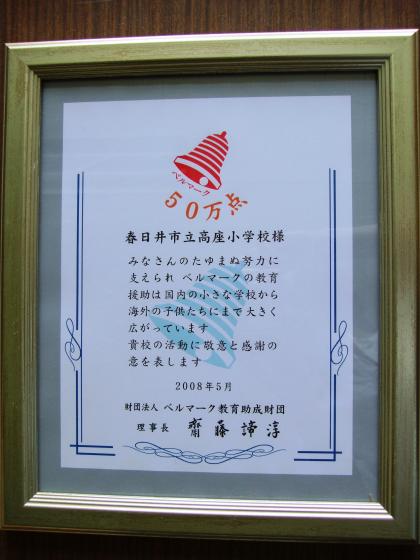 ベルマーク
50万点
春日井市立高座小学校様
みなさんのたゆまぬ努力に
支えられ ベルマークの教育
援助は国内の小さな学校から
海外の子供たちにまで大きく
広がっています
貴校の活動に敬意と感謝の
意を表します
2008年5月
財団法人 ベルマーク教育助成財団
理事長 齋藤諦淳